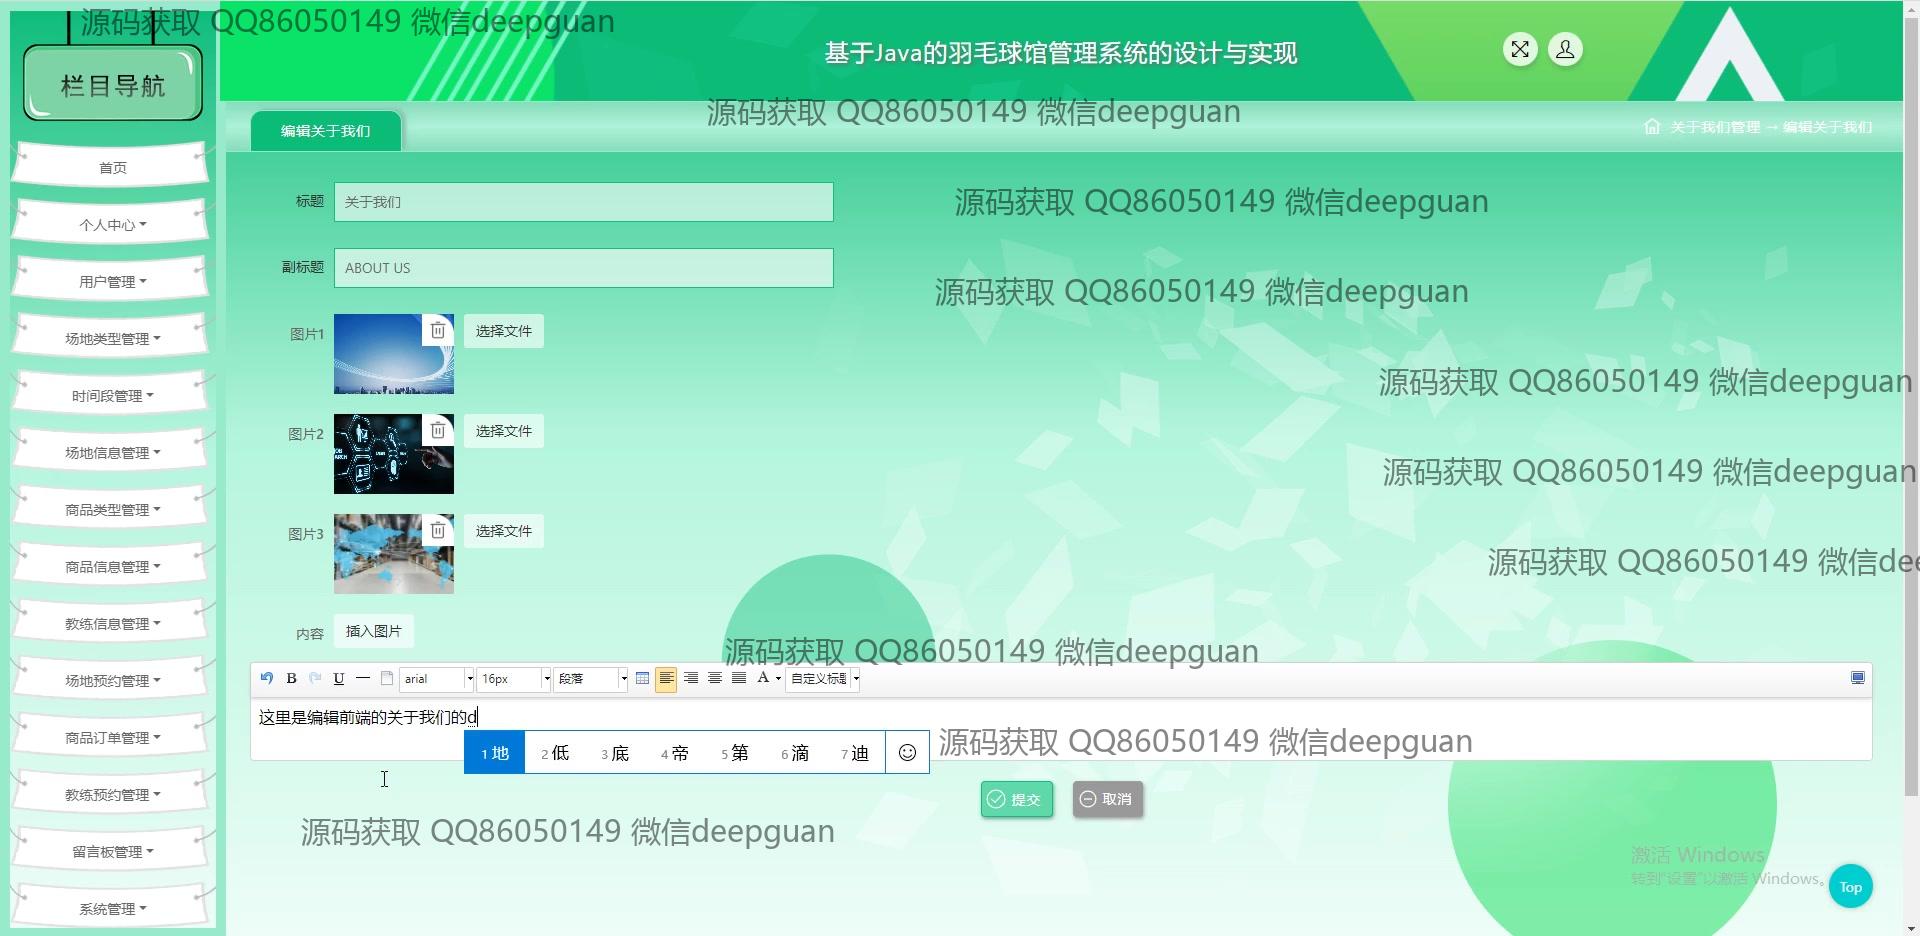 源码获取 QQ86050149 微信deepguan
栏目导航
基于Java的羽毛球馆管理系统的设计与实现
源码获取 QQ86050149 微信deepguan
编辑关于我们
关于我们管理 → 编辑关于我们
首页
个人中心
用户管理
场地类型管理
时间段管理
场地信息管理
商品类型管理
商品信息管理
教练信息管理
场地预约管理
商品订单管理
教练预约管理
留言板管理
系统管理
标题 关于我们
源码获取 QQ86050149 微信deepguan
副标题 ABOUT US
源码获取 QQ86050149 微信deepguan
图片1 选择文件
源码获取 QQ86050149 微信deepguan
图片2 选择文件
源码获取 QQ86050149 微信deepguan
图片3 选择文件
源码获取 QQ86050149 微信dee
内容 插入图片
源码获取 QQ86050149 微信deepguan
B U arial 16px 段落 A 自定义标题
这里是编辑前端的关于我们的d
1 地 2 低 3 底 4 帝 5 第 6 滴 7 迪
源码获取 QQ86050149 微信deepguan
提交 取消
源码获取 QQ86050149 微信deepguan
激活 Windows
转到"设置"以激活 Windows。
Top